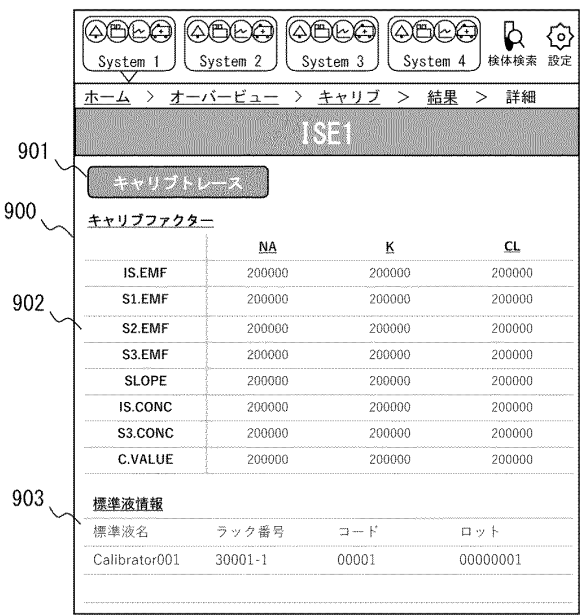 System 1 System 2 System 3 System 4 検体検索 設定
ホーム > オーバービュー > キャリブ > 結果 > 詳細
ISE1
901
キャリブトレース
900
キャリブファクター
NA K CL
IS.EMF 200000 200000 200000
S1.EMF 200000 200000 200000
902
S2.EMF 200000 200000 200000
S3.EMF 200000 200000 200000
SLOPE 200000 200000 200000
IS.CONC 200000 200000 200000
S3.CONC 200000 200000 200000
C.VALUE 200000 200000 200000
903
標準液情報
標準液名 ラック番号 コード ロット
Calibrator001 30001-1 00001 00000001